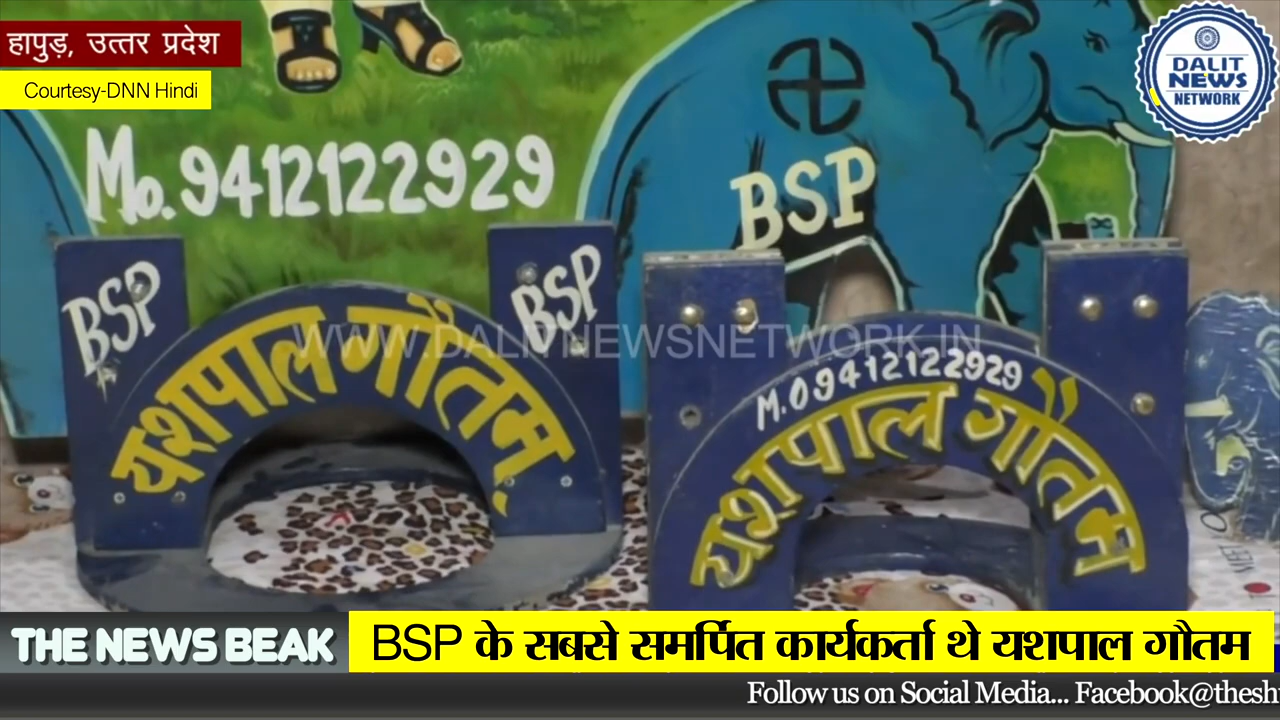 हापुड़, उत्तर प्रदेश
Courtesy-DNN Hindi
DALIT
NEWS
NETWORK
Mo.9412122929
BSP
BSP
BSP
यशपाल गौतम
WWW.DALITNEWSNETWORK.IN
M.O9412122929
यशपाल गौतम
THE NEWS BEAK
BSP के सबसे समर्पित कार्यकर्ता थे यशपाल गौतम
Follow us on Social Media... Facebook@thesh